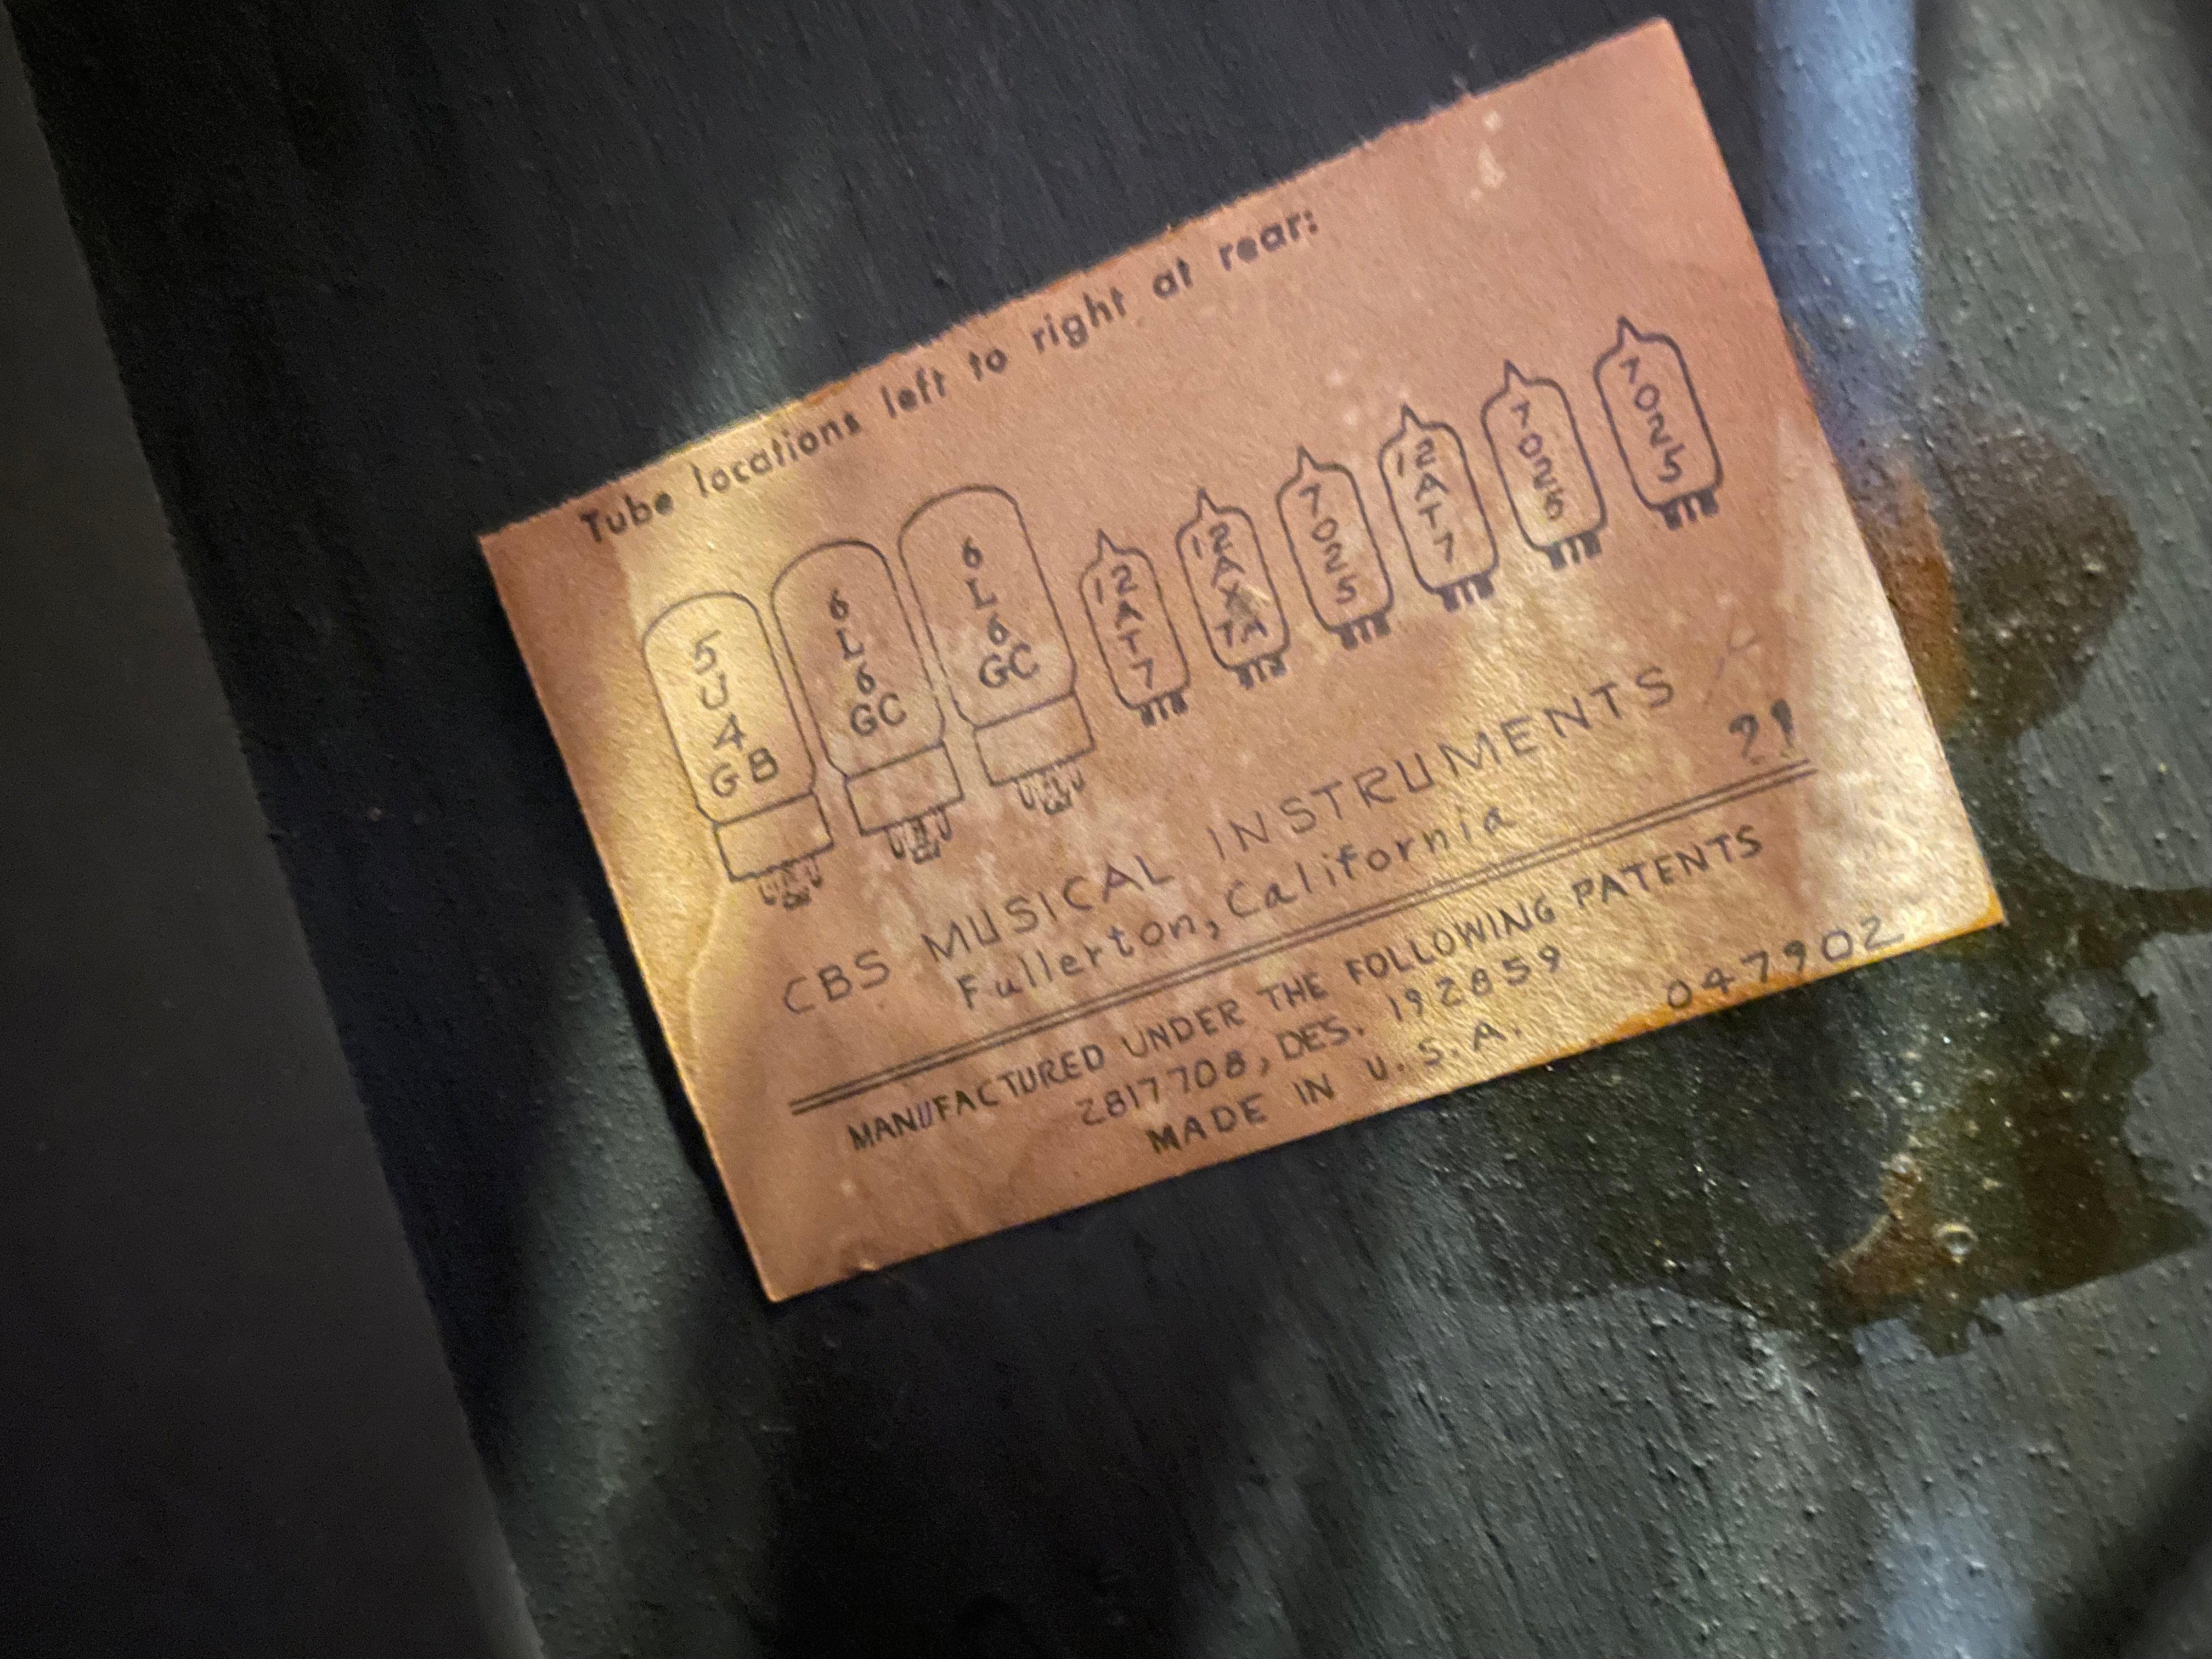 Tube locations left to right at rear:
5U4GB 6L6GC 6L6GC 12AT7 7025 12AT7 7025 7025
CBS MUSICAL INSTRUMENTS
Fullerton, California
MANUFACTURED UNDER THE FOLLOWING PATENTS
2817708, DES. 192859
MADE IN U.S.A.
047902